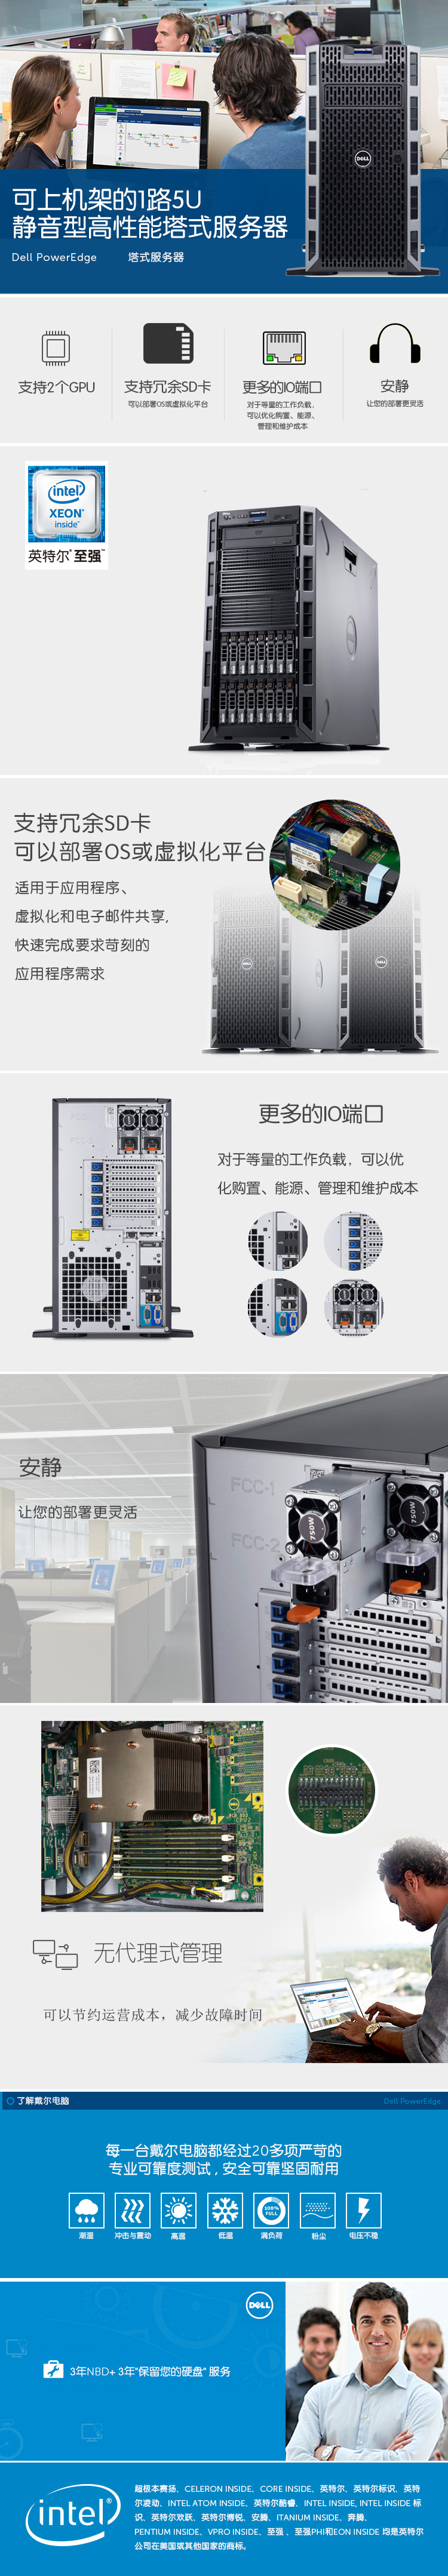 DELL
可上机架的1路5U
静音型高性能塔式服务器
Dell PowerEdge 塔式服务器
支持2个GPU
支持冗余SD卡
可以部署OS或虚拟化平台
更多的IO端口
对于等量的工作负载,
可以优化购置、能源、
管理和维护成本
安静
让您的部署更灵活
intel
XEON
inside
英特尔 至强
支持冗余SD卡
可以部署OS或虚拟化平台
适用于应用程序、
虚拟化和电子邮件共享,
快速完成要求苛刻的
应用程序需求
DELL
DELL
更多的IO端口
对于等量的工作负载, 可以优
化购置、能源、管理和维护成本
安静
让您的部署更灵活
FCC-1
FCC-2
750W
750W
无代理式管理
可以节约运营成本, 减少故障时间
了解戴尔电脑
Dell PowerEdge
每一台戴尔电脑都经过20多项严苛的
专业可靠度测试 , 安全可靠坚固耐用
100%
FULL
潮湿
冲击与震动
高温
低温
满负荷
粉尘
电压不稳
DELL
3年NBD+ 3年"保留您的硬盘" 服务
intel
超极本赛扬、CELERON INSIDE、CORE INSIDE、英特尔、英特尔标识、英特
尔凌动、INTEL ATOM INSIDE、英特尔酷睿、INTEL INSIDE, INTEL INSIDE 标
识、英特尔欢跃、英特尔博锐、安腾、ITANIUM INSIDE、奔腾、
PENTIUM INSIDE、VPRO INSIDE、至强 、至强PHI和EON INSIDE 均是英特尔
公司在美国或其他国家的商标。